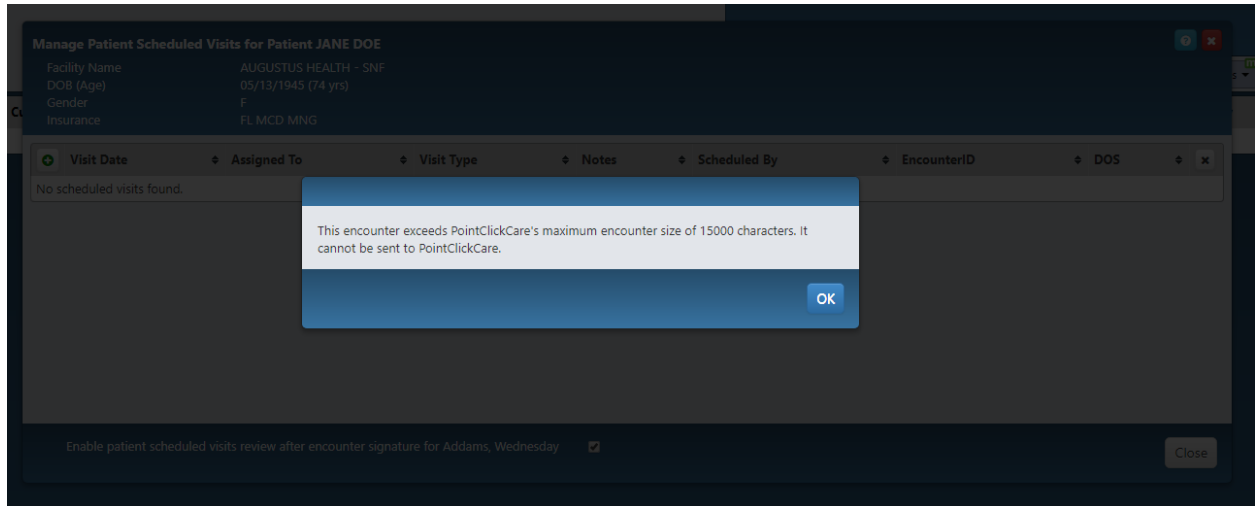 Manage Patient Scheduled Visits for Patient JANE DOE
Facility Name AUGUSTUS HEALTH - SNF
DOB (Age) 05/13/1945 (74 yrs)
Gender F
Insurance FL MCD MNG
Visit Date Assigned To Visit Type Notes Scheduled By EncounterID DOS
No scheduled visits found.
This encounter exceeds PointClickCare's maximum encounter size of 15000 characters. It
cannot be sent to PointClickCare.
OK
Enable patient scheduled visits review after encounter signature for Addams, Wednesday
Close